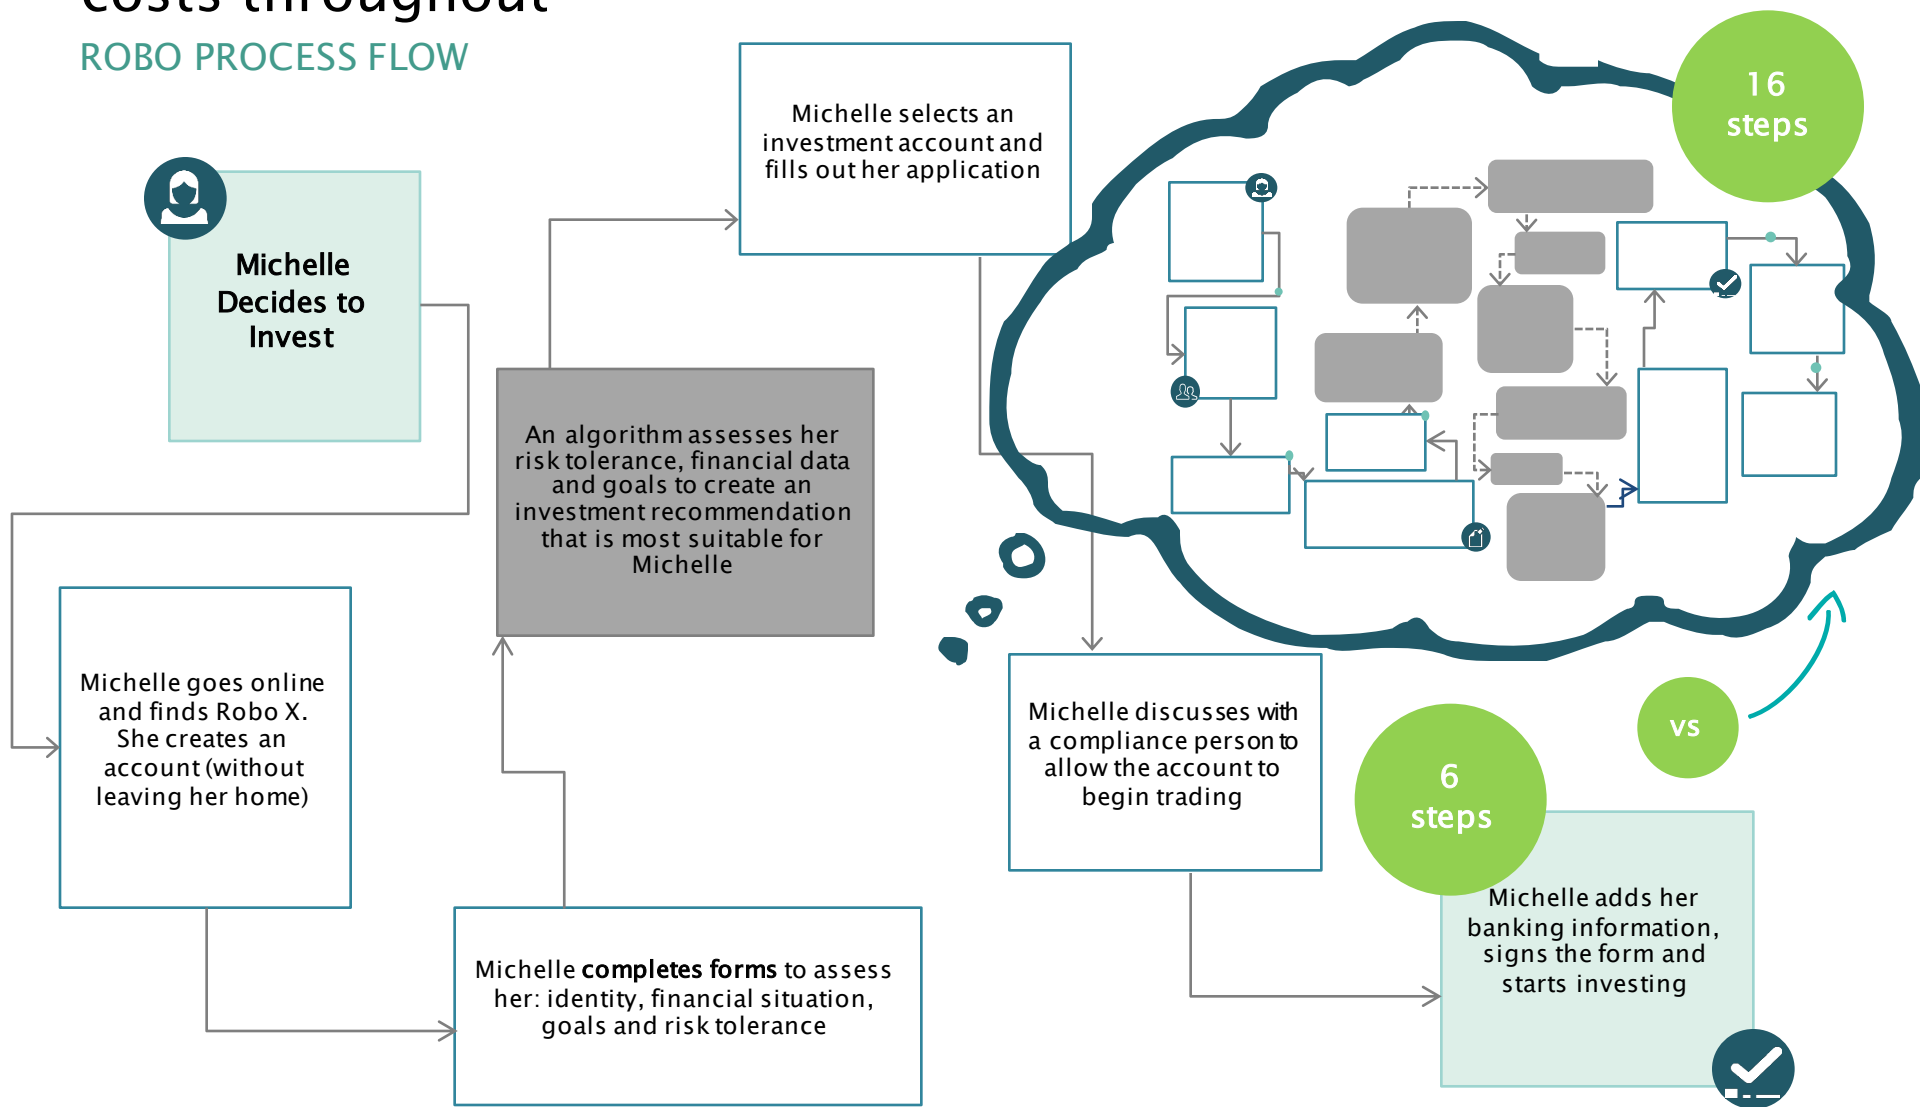 costs throughout
ROBO PROCESS FLOW
Michelle
Decides to
Invest
Michelle goes online
and finds Robo X.
She creates an
account (without
leaving her home)
Michelle completes forms to assess
her: identity, financial situation,
goals and risk tolerance
An algorithm assesses her
risk tolerance, financial data
and goals to create an
investment recommendation
that is most suitable for
Michelle
Michelle selects an
investment account and
fills out her application
Michelle discusses with
a compliance person to
allow the account to
begin trading
6
steps
Michelle adds her
banking information,
signs the form and
starts investing
vs
16
steps